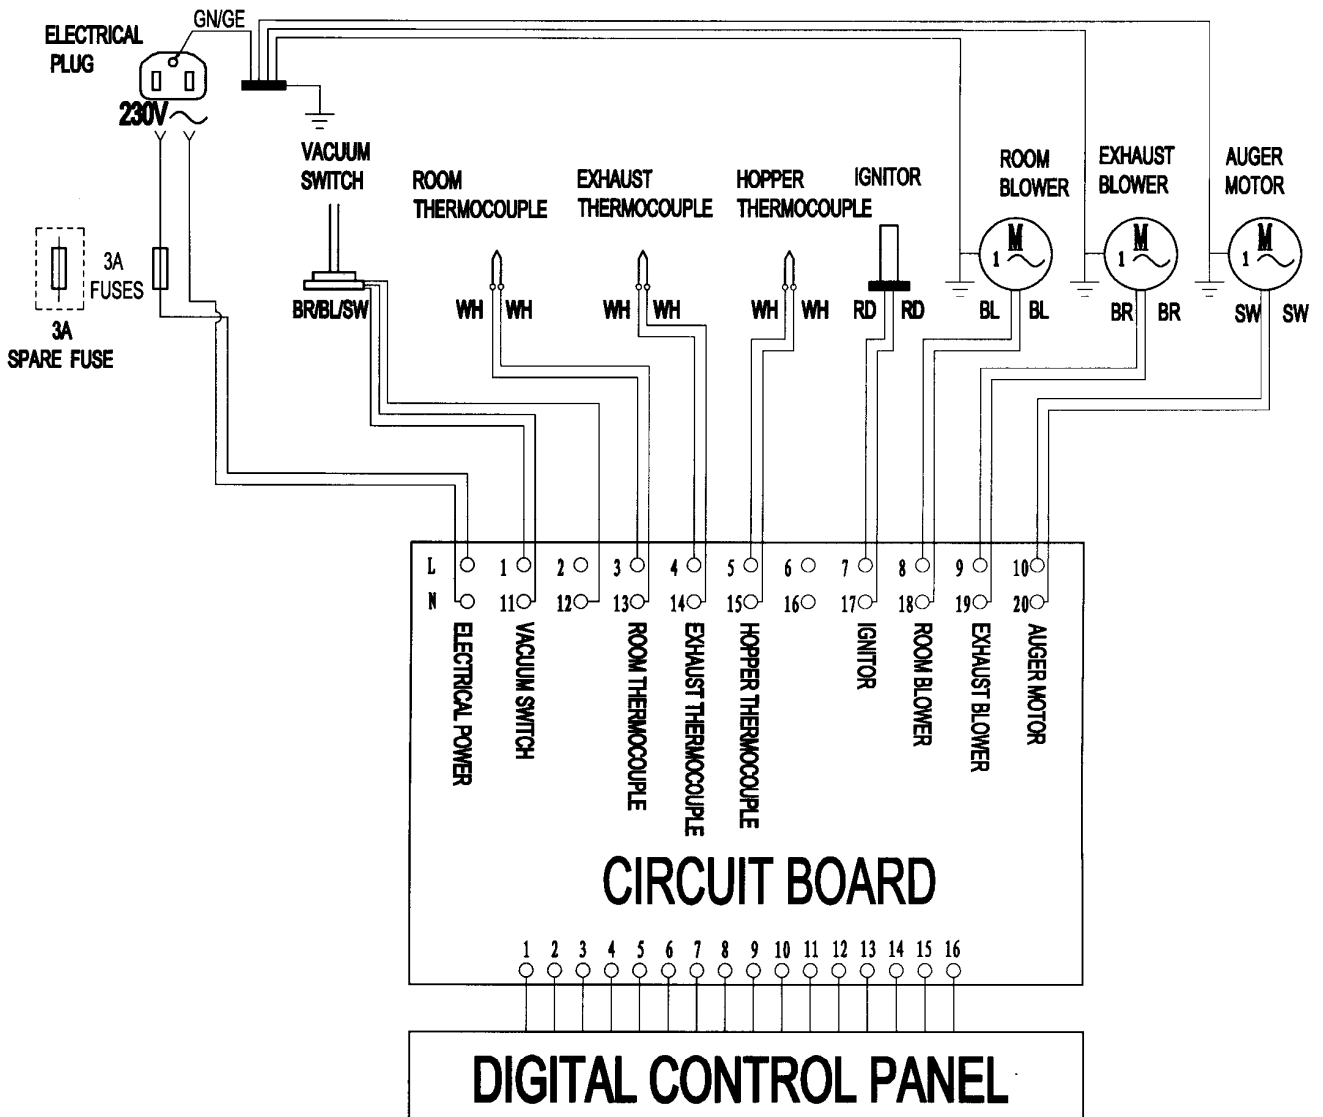 GN/GE
ELECTRICAL
PLUG
230V
VACUUM
SWITCH
ROOM
THERMOCOUPLE
EXHAUST
THERMOCOUPLE
HOPPER
THERMOCOUPLE
IGNITOR
ROOM
BLOWER
EXHAUST
BLOWER
AUGER
MOTOR
M
1
M
1
M
1
3A
FUSES
3A
SPARE FUSE
BR/BL/SW
WH WH
WH WH
WH WH
RD RD
BL BL
BR BR
SW SW
L 1 2 3 4 5 6 7 8 9 10
N 11 12 13 14 15 16 17 18 19 20
ELECTRICAL POWER
VACUUM SWITCH
ROOM THERMOCOUPLE
EXHAUST THERMOCOUPLE
HOPPER THERMOCOUPLE
IGNITOR
ROOM BLOWER
EXHAUST BLOWER
AUGER MOTOR
CIRCUIT BOARD
1 2 3 4 5 6 7 8 9 10 11 12 13 14 15 16
DIGITAL CONTROL PANEL